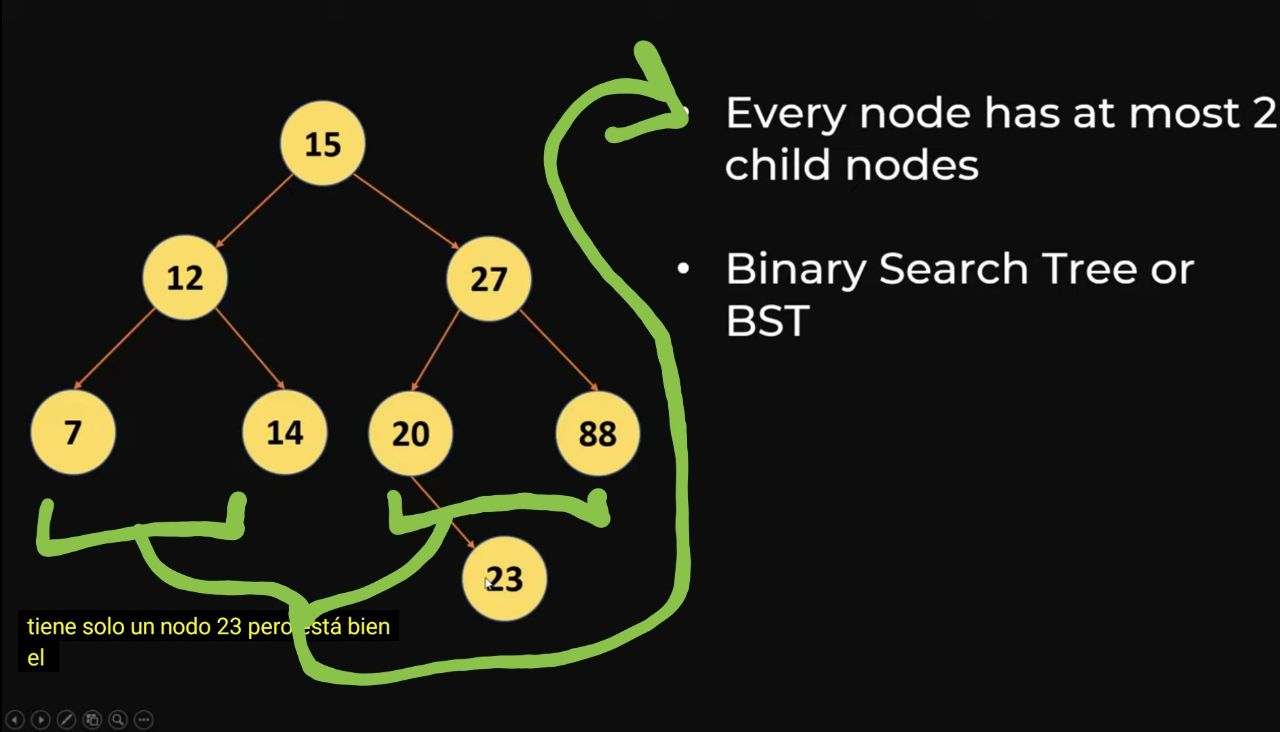 15
12
27
7
14
20
88
23
Every node has at most 2
child nodes
Binary Search Tree or
BST
tiene solo un nodo 23 pero está bien
el